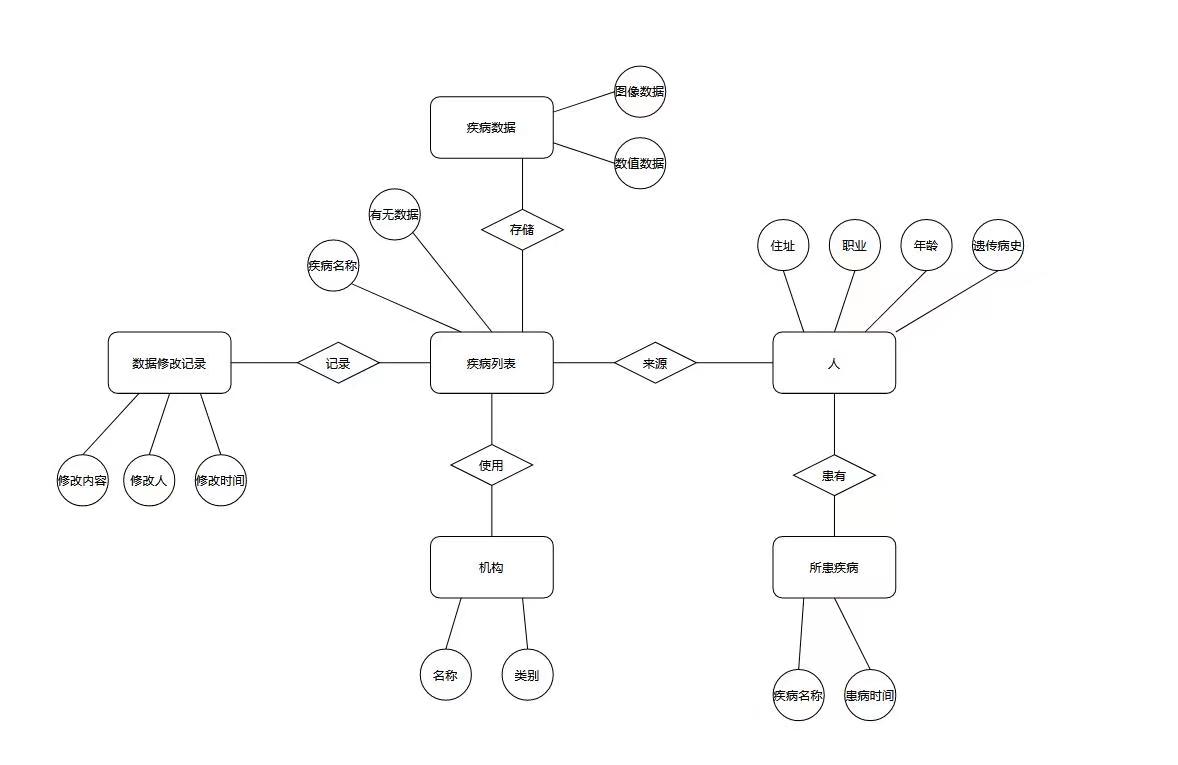 图像数据
疾病数据
数值数据
有无数据
存储
疾病名称
住址
职业
年龄
遗传病史
数据修改记录
记录
疾病列表
来源
人
修改内容
修改人
修改时间
使用
患有
机构
所患疾病
名称
类别
疾病名称
患病时间